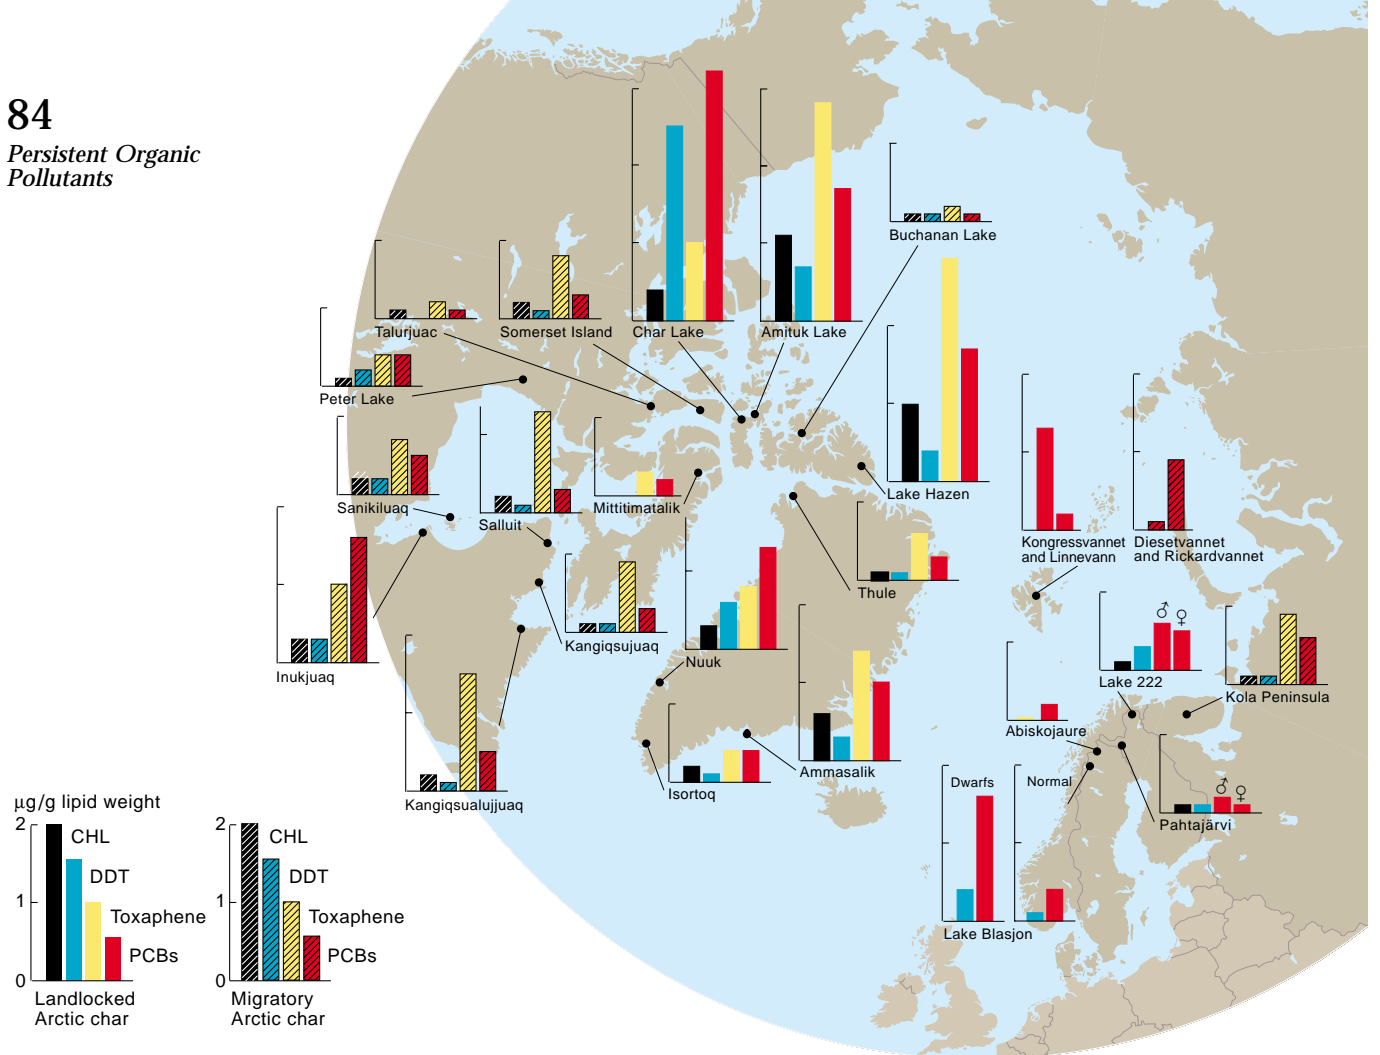 84
Persistent Organic
Pollutants
Buchanan Lake
Talurjuac
Somerset Island
Char Lake
Amituk Lake
Peter Lake
Lake Hazen
Sanikiluaq
Salluit
Mittitimatalik
Kongressvannet
and Linnevann
Diesetvannet
and Rickardvannet
Thule
Inukjuaq
Kangiqsujuaq
Nuuk
♂
♀
Lake 222
Kola Peninsula
Abiskojaure
Ammasalik
Isortoq
Kangiqsualujjuaq
Dwarfs
Normal
♂
♀
Pahtajärvi
Lake Blasjon
µg/g lipid weight
2
CHL
DDT
1
Toxaphene
PCBs
0
Landlocked
Arctic char
2
CHL
DDT
1
Toxaphene
PCBs
0
Migratory
Arctic char